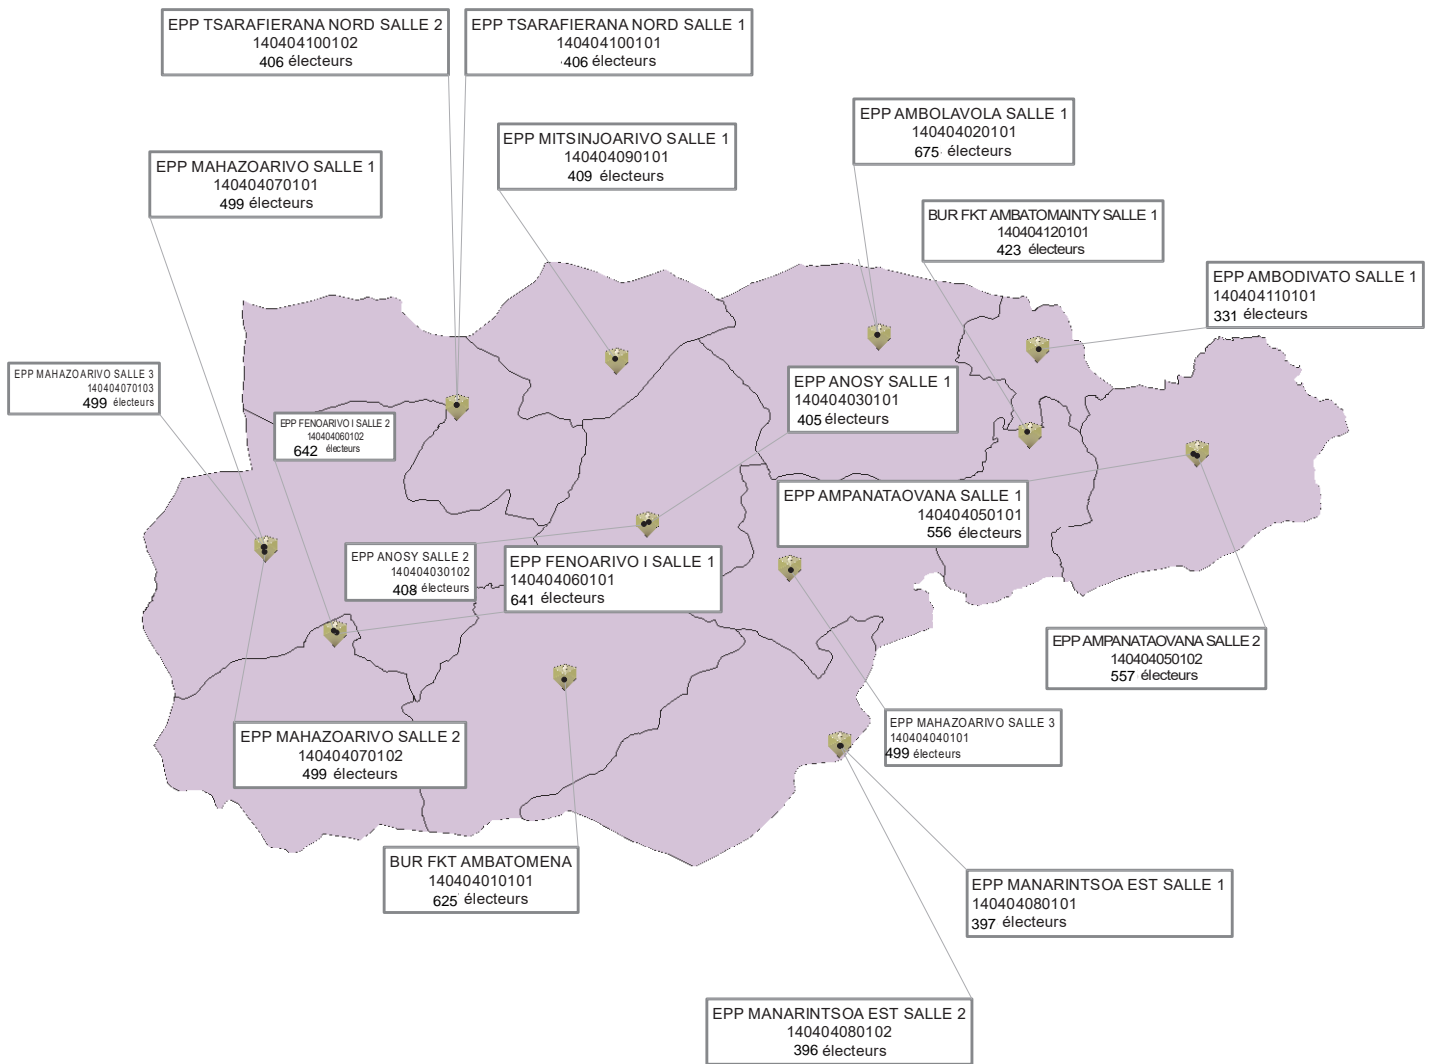 EPP TSARAFIERANA NORD SALLE 2
140404100102
406 électeurs
EPP TSARAFIERANA NORD SALLE 1
140404100101
406 électeurs
EPP MITSINJOARIVO SALLE 1
140404090101
409 électeurs
EPP AMBOLAVOLA SALLE 1
140404020101
675 électeurs
EPP MAHAZOARIVO SALLE 1
140404070101
499 électeurs
BUR FKT AMBATOMAINTY SALLE 1
140404120101
423 électeurs
EPP AMBODIVATO SALLE 1
140404110101
331 électeurs
EPP MAHAZOARIVO SALLE 3
140404070103
499 électeurs
EPP ANOSY SALLE 1
140404030101
405 électeurs
EPP FENOARIVO I SALLE 2
140404060102
642 électeurs
EPP AMPANATAOVANA SALLE 1
140404050101
556 électeurs
EPP ANOSY SALLE 2
140404030102
408 électeurs
EPP FENOARIVO I SALLE 1
140404060101
641 électeurs
EPP AMPANATAOVANA SALLE 2
140404050102
557 électeurs
EPP MAHAZOARIVO SALLE 2
140404070102
499 électeurs
EPP MAHAZOARIVO SALLE 3
140404040101
499 électeurs
BUR FKT AMBATOMENA
140404010101
625 électeurs
EPP MANARINTSOA EST SALLE 1
140404080101
397 électeurs
EPP MANARINTSOA EST SALLE 2
140404080102
396 électeurs